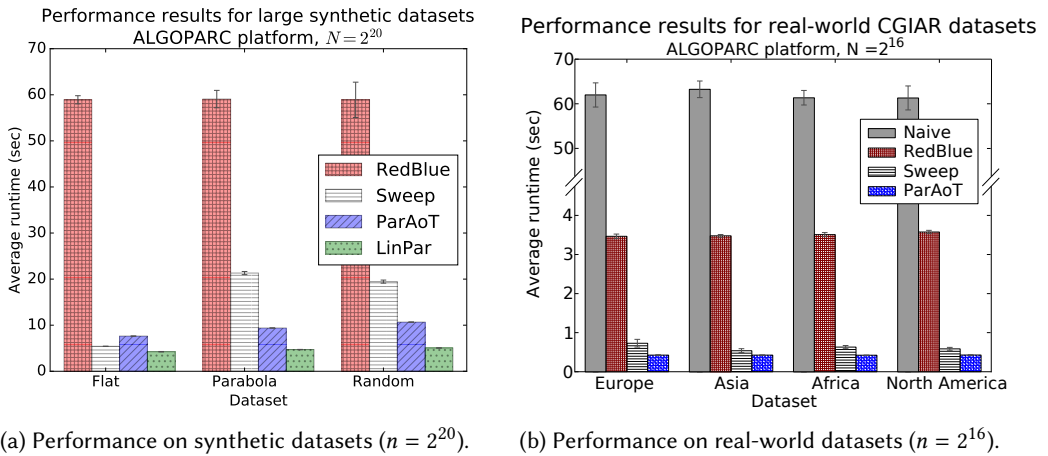 Performance results for large synthetic datasets
ALGOPARC platform, N = 2^20
70
60
50
40
30
20
10
0
Average runtime (sec)
RedBlue
Sweep
ParAoT
LinPar
Flat Parabola Random
Dataset
(a) Performance on synthetic datasets (n = 2^20).
Performance results for real-world CGIAR datasets
ALGOPARC platform, N =2^16
70
60
50
4
3
2
1
0
Average runtime (sec)
Naive
RedBlue
Sweep
ParAoT
Europe Asia Africa North America
Dataset
(b) Performance on real-world datasets (n = 2^16).